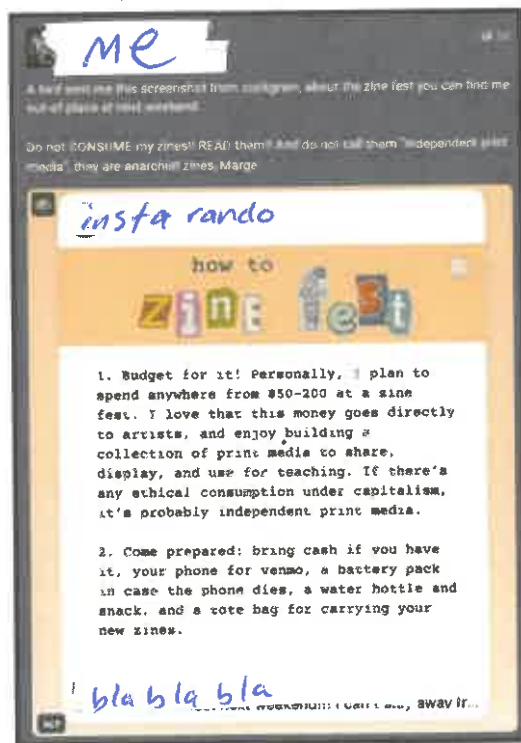 me
A
me this screenshot from instagram, about the zine fest you can find me
out of place at next weekend
Do not CONSUME my zines!! READ them!! And do not call them "independent print
media", they are anarchist zines, Marge
insta rando
how to
zine fest
1. Budget for it! Personally, I plan to
spend anywhere from $50-200 at a zine
fest. I love that this money goes directly
to artists, and enjoy building a
collection of print media to share,
display, and use for teaching. If there's
any ethical consumption under capitalism,
it's probably independent print media.
2. Come prepared: bring cash if you have
it, your phone for venmo, a battery pack
in case the phone dies, a water bottle and
snack, and a tote bag for carrying your
new zines.
bla bla bla
next weekend! I can't away fr...